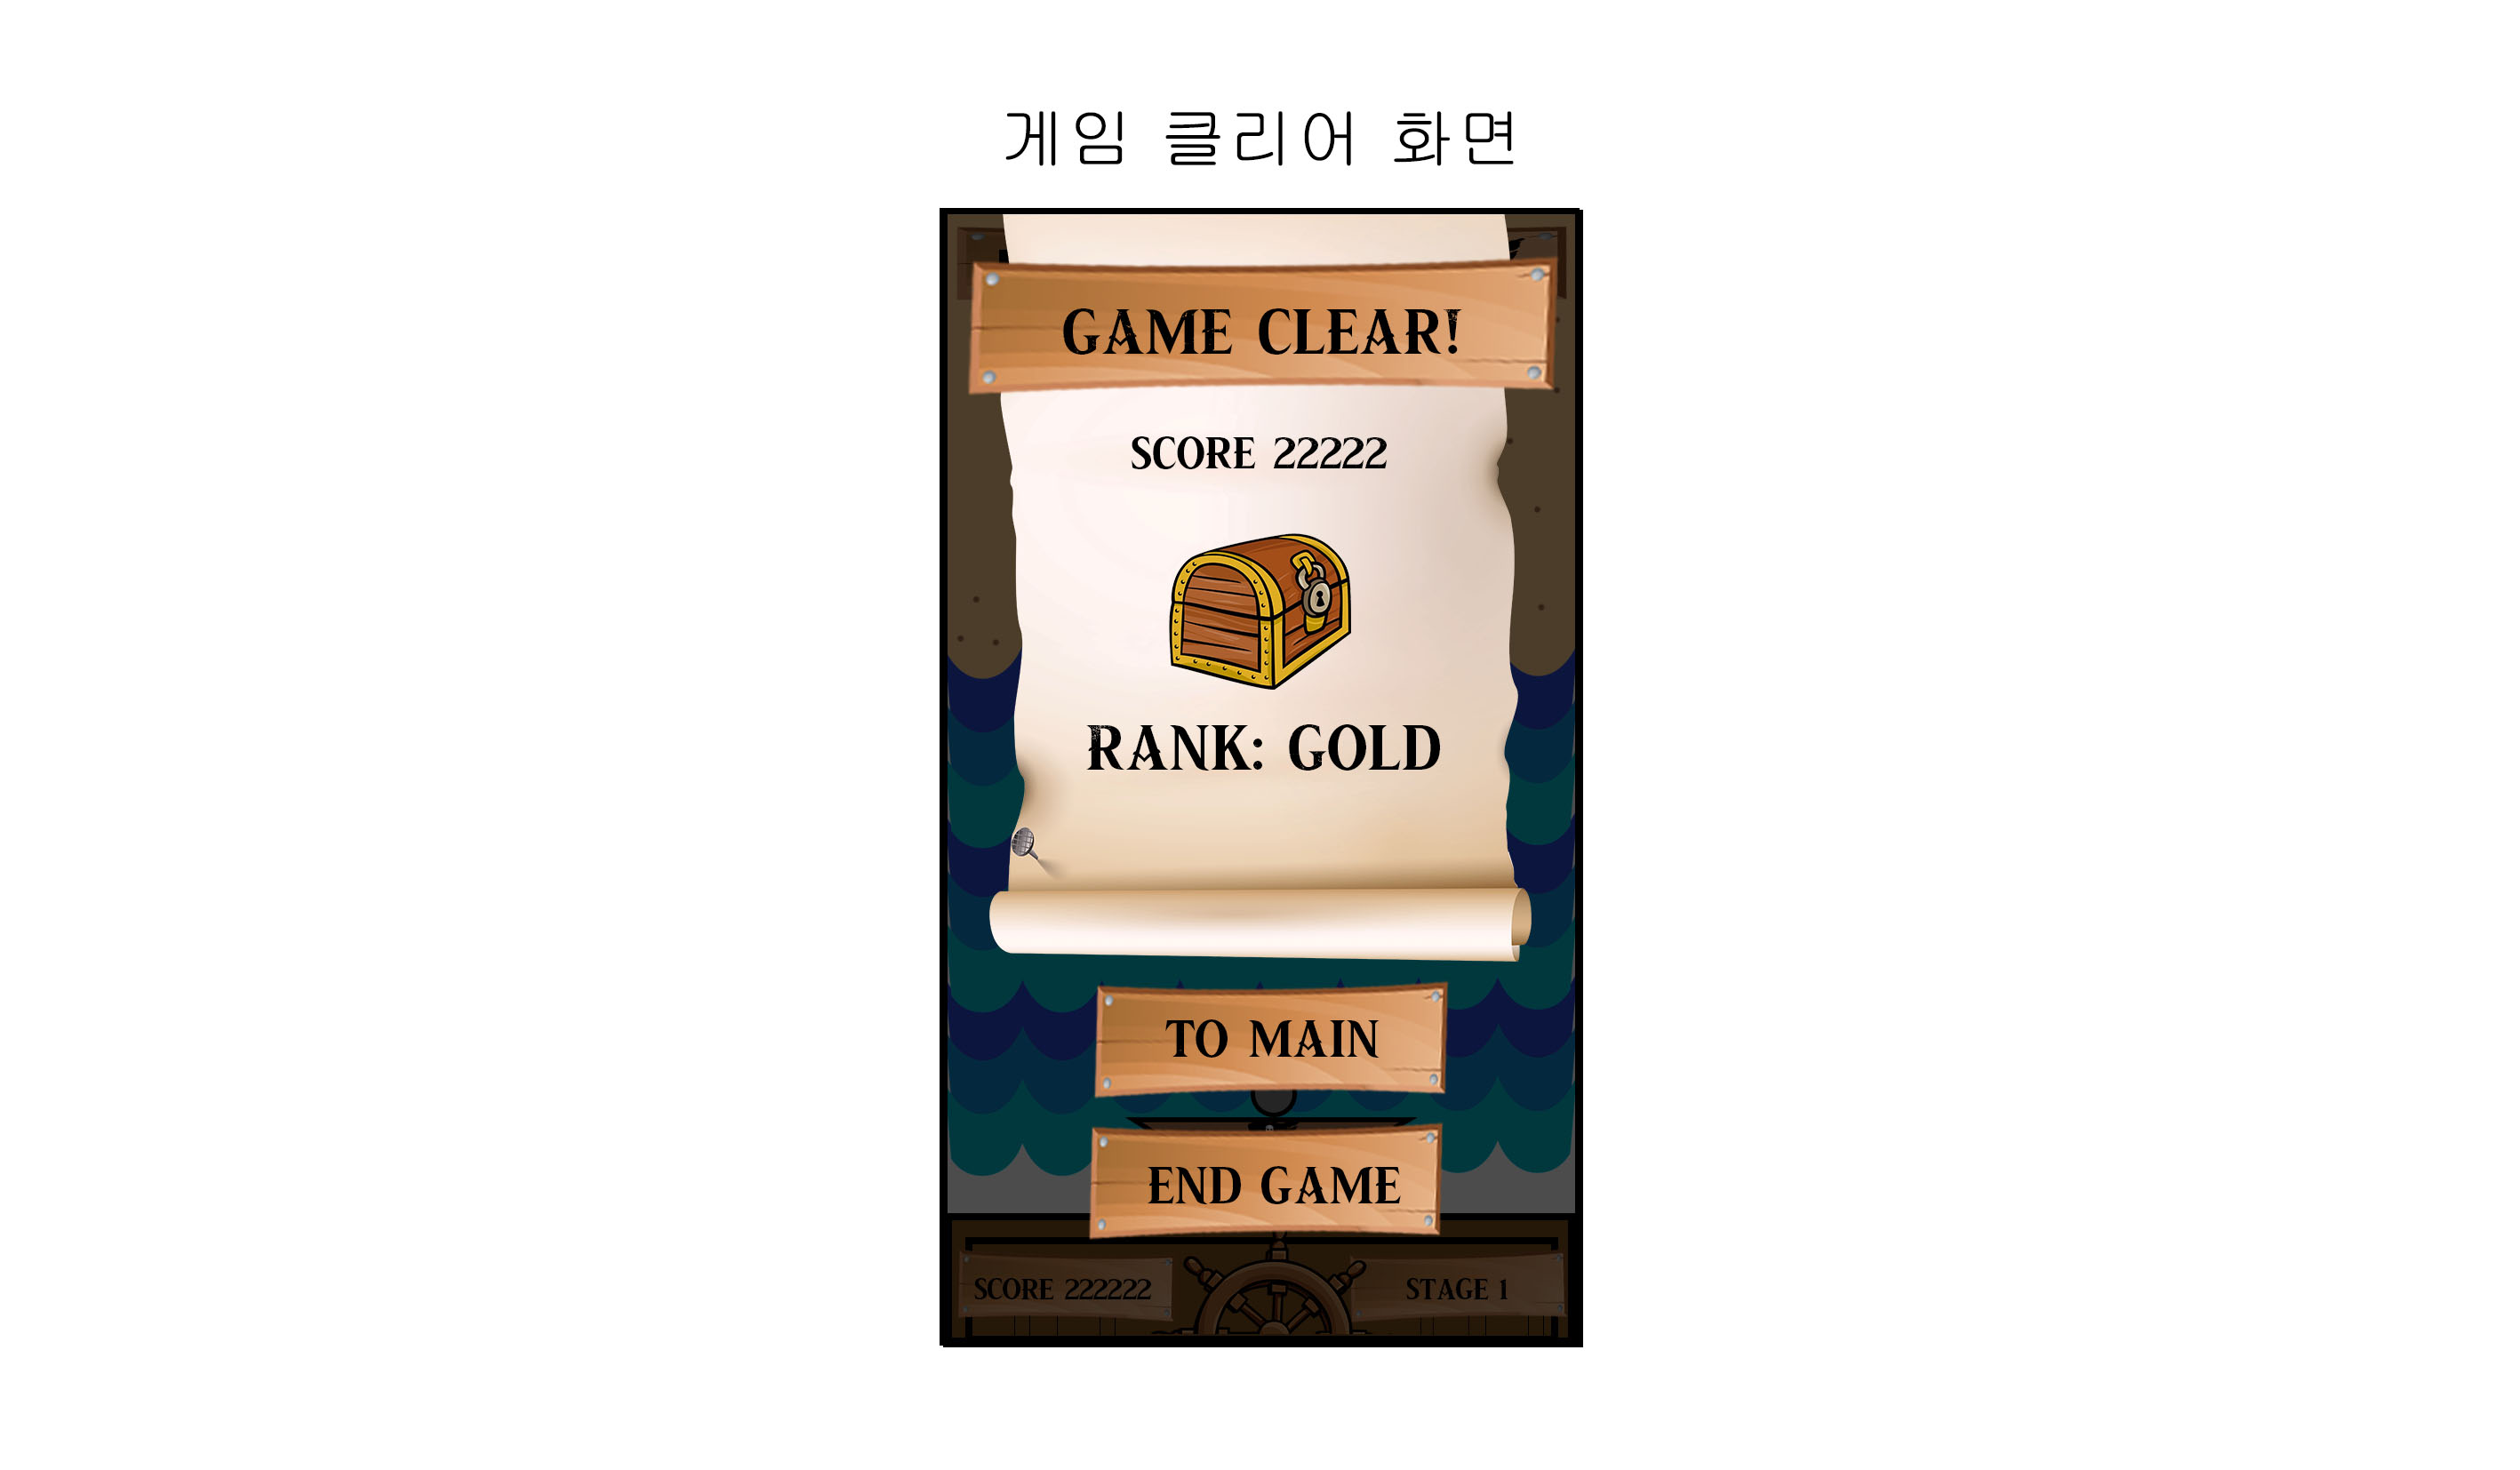 게임 클리어 화면
GAME CLEAR!
SCORE 22222
RANK: GOLD
TO MAIN
END GAME
SCORE 222222
STAGE 1